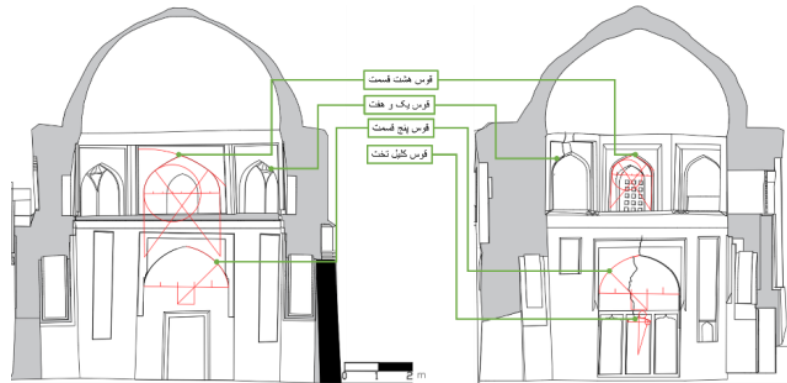 قوس هشت قسمت
قوس یک و هفت
قوس پنج قسمت
قوس کلیل تخت
0 1 2 m